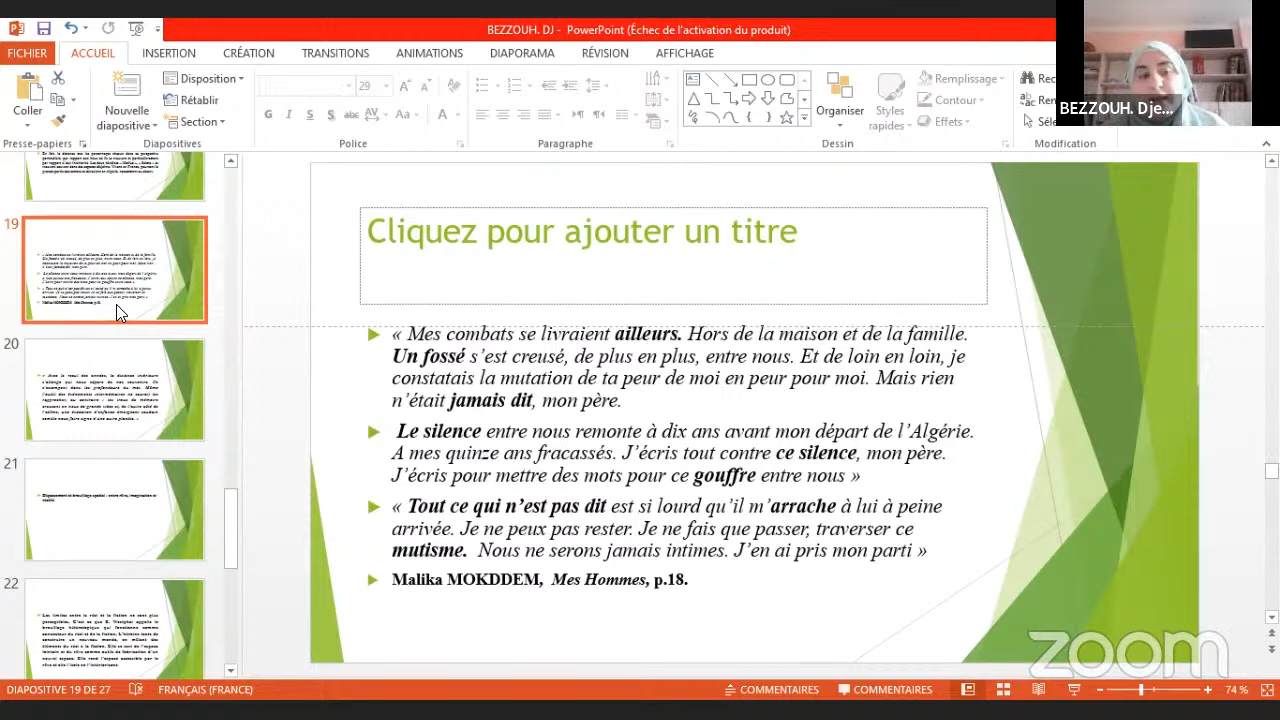 BEZZOUH. DJ - PowerPoint (Échec de l'activation du produit)
FICHIER ACCUEIL INSERTION CRÉATION TRANSITIONS ANIMATIONS DIAPORAMA RÉVISION AFFICHAGE
BEZZOUH. Dje...
Coller
Nouvelle
diapositive
Disposition
Rétablir
Section
29
G I S abc AV Aa A
Organiser
Styles
rapides
Remplissage
Contour
Effets
Presse-papiers Diapositives Police Paragraphe Dessin Modification
19
20
21
22
Cliquez pour ajouter un titre
« Mes combats se livraient ailleurs. Hors de la maison et de la famille.
Un fossé s’est creusé, de plus en plus, entre nous. Et de loin en loin, je
constatais la mutation de ta peur de moi en peur pour moi. Mais rien
n’était jamais dit, mon père.
Le silence entre nous remonte à dix ans avant mon départ de l’Algérie.
A mes quinze ans fracassés. J’écris tout contre ce silence, mon père.
J’écris pour mettre des mots pour ce gouffre entre nous »
« Tout ce qui n’est pas dit est si lourd qu’il m’arrache à lui à peine
arrivée. Je ne peux pas rester. Je ne fais que passer, traverser ce
mutisme. Nous ne serons jamais intimes. J’en ai pris mon parti »
Malika MOKDDEM, Mes Hommes, p.18.
zoom
DIAPOSITIVE 19 DE 27 FRANÇAIS (FRANCE) COMMENTAIRES COMMENTAIRES 74 %